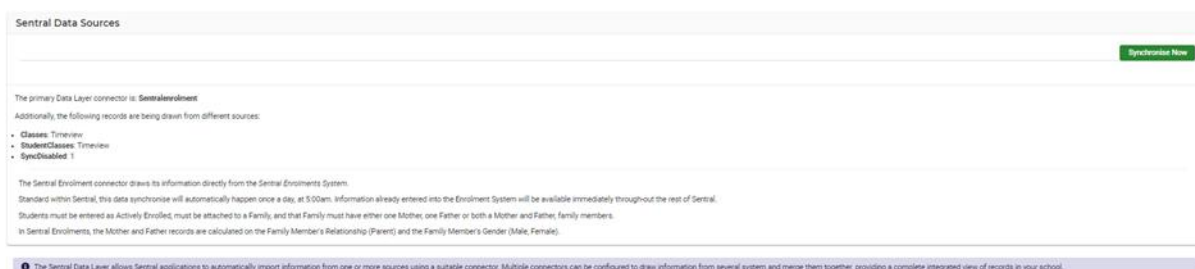 Sentral Data Sources
Synchronise Now
The primary Data Layer connector is: Sentralenrolment
Additionally, the following records are being drawn from different sources:
• Classes: Timeview
• StudentClasses: Timeview
• SyncDisabled: 1
The Sentral Enrolment connector draws its information directly from the Sentral Enrolments System.
Standard within Sentral, this data synchronise will automatically happen once a day, at 5:00am. Information already entered into the Enrolment System will be available immediately through-out the rest of Sentral.
Students must be entered as Actively Enrolled, must be attached to a Family, and that Family must have either one Mother, one Father or both a Mother and Father, family members.
In Sentral Enrolments, the Mother and Father records are calculated on the Family Member's Relationship (Parent) and the Family Member's Gender (Male, Female).
The Sentral Data Layer allows Sentral applications to automatically import information from one or more sources using a suitable connector. Multiple connectors can be configured to draw information from several system and merge them together, providing a complete integrated view of records in your school.